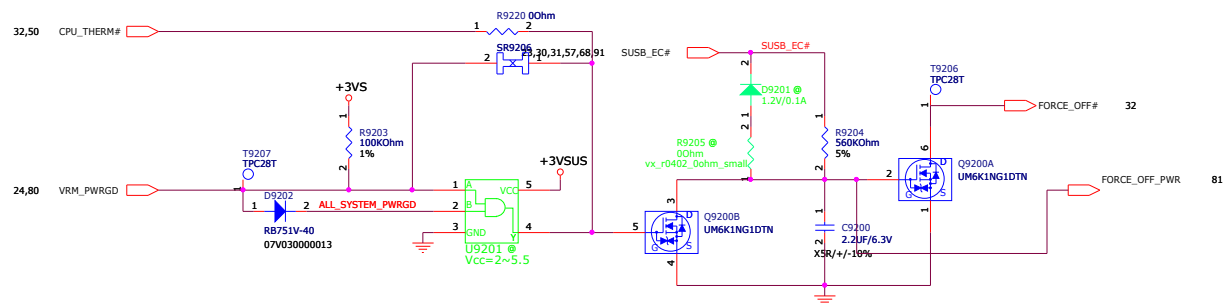 R9220 0Ohm
1
2
32,50
CPU_THERM#
SR9206
23,30,31,57,68,91
2
1
SUSB_EC#
SUSB_EC#
T9206
TPC28T
+3VS
2
D9201 @
1.2V/0.1A
1
1
FORCE_OFF#
32
1
R9203
100KOhm
1%
2
2
R9205 @
0Ohm
vx_r0402_0ohm_small
1
1
R9204
560KOhm
5%
2
6
D
Q9200A
UM6K1NG1DTN
2
G
S
1
T9207
TPC28T
1
+3VSUS
24,80
VRM_PWRGD
FORCE_OFF_PWR
81
D9202
1
2
ALL_SYSTEM_PWRGD
RB751V-40
07V030000013
1
A
VCC
5
2
B
3
GND
Y
4
U9201 @
Vcc=2~5.5
3
D
Q9200B
UM6K1NG1DTN
5
G
S
4
1
C9200
2.2UF/6.3V
2
X5R/+/-10%